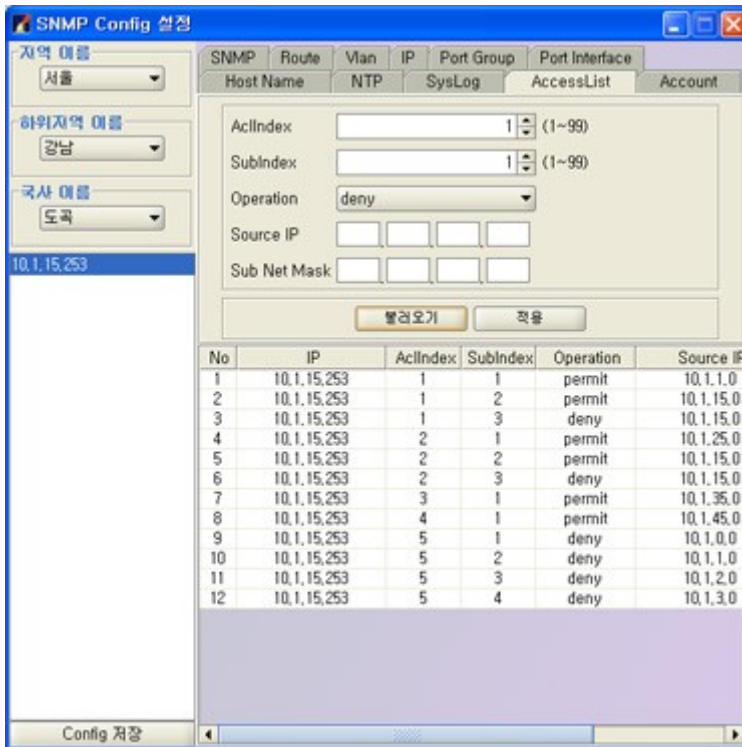 SNMP Config 설정
지역 이름
서울
하위지역 이름
강남
국사 이름
도곡
10,1,15,253
Config 저장
SNMP Route Vlan IP Port Group Port Interface
Host Name NTP SysLog AccessList Account
AclIndex 1 (1~99)
SubIndex 1 (1~99)
Operation deny
Source IP
Sub Net Mask
불러오기 적용
No IP AclIndex SubIndex Operation Source IP
1 10,1,15,253 1 1 permit 10,1,1,0
2 10,1,15,253 1 2 permit 10,1,15,0
3 10,1,15,253 1 3 deny 10,1,15,0
4 10,1,15,253 2 1 permit 10,1,25,0
5 10,1,15,253 2 2 permit 10,1,15,0
6 10,1,15,253 2 3 deny 10,1,15,0
7 10,1,15,253 3 1 permit 10,1,35,0
8 10,1,15,253 4 1 permit 10,1,45,0
9 10,1,15,253 5 1 deny 10,1,0,0
10 10,1,15,253 5 2 deny 10,1,1,0
11 10,1,15,253 5 3 deny 10,1,2,0
12 10,1,15,253 5 4 deny 10,1,3,0